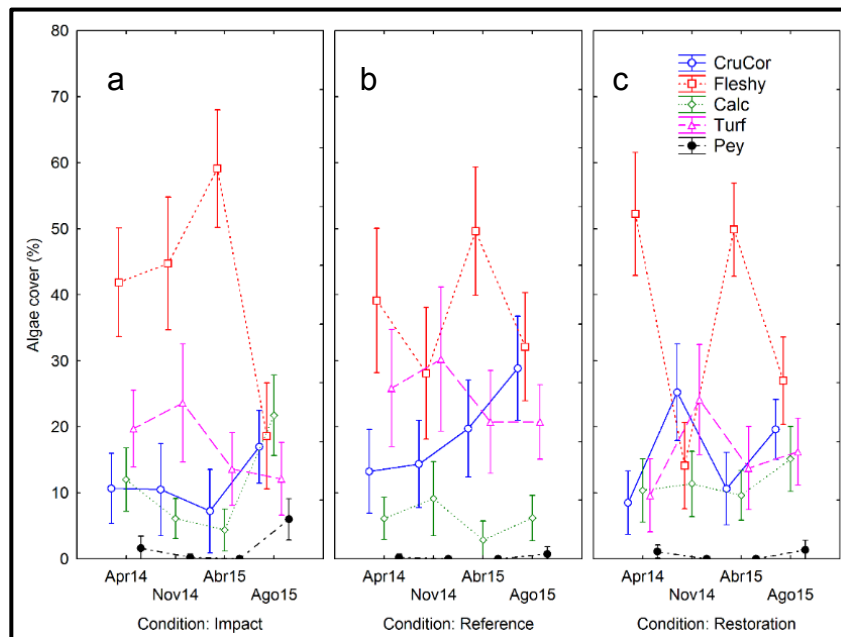 80
70
60
50
40
30
20
10
0
Algae cover (%)
a
b
c
CruCor
Fleshy
Calc
Turf
Pey
Apr14
Nov14
Abr15
Ago15
Condition: Impact
Apr14
Nov14
Abr15
Ago15
Condition: Reference
Apr14
Nov14
Abr15
Ago15
Condition: Restoration